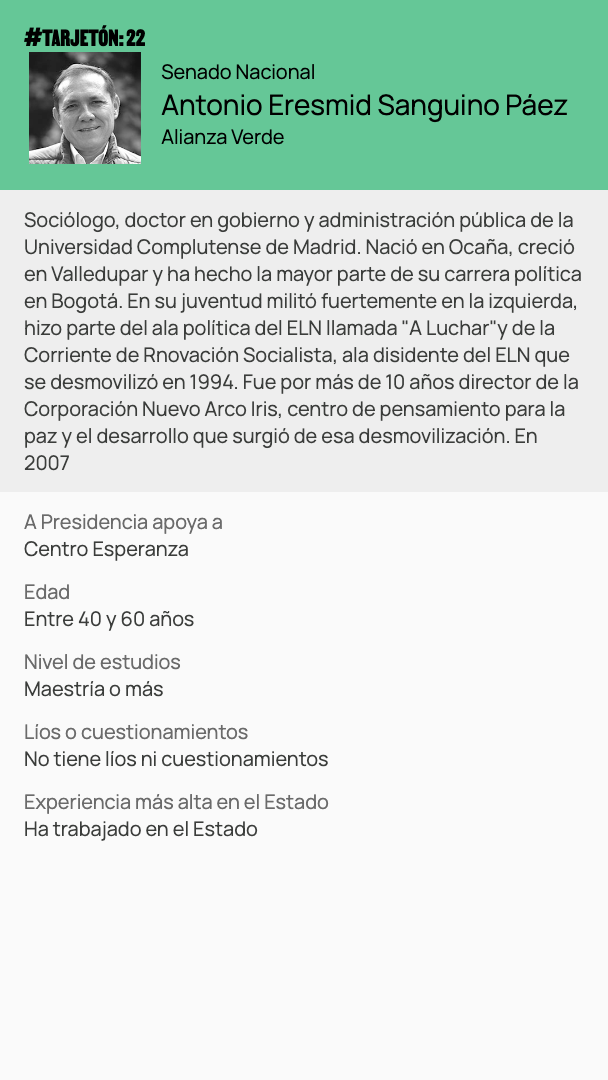 #TARJETÓN: 22
Senado Nacional
Antonio Eresmid Sanguino Páez
Alianza Verde
Sociólogo, doctor en gobierno y administración pública de la
Universidad Complutense de Madrid. Nació en Ocaña, creció
en Valledupar y ha hecho la mayor parte de su carrera política
en Bogotá. En su juventud militó fuertemente en la izquierda,
hizo parte del ala política del ELN llamada "A Luchar"y de la
Corriente de Rnovación Socialista, ala disidente del ELN que
se desmovilizó en 1994. Fue por más de 10 años director de la
Corporación Nuevo Arco Iris, centro de pensamiento para la
paz y el desarrollo que surgió de esa desmovilización. En
2007
A Presidencia apoya a
Centro Esperanza
Edad
Entre 40 y 60 años
Nivel de estudios
Maestría o más
Líos o cuestionamientos
No tiene líos ni cuestionamientos
Experiencia más alta en el Estado
Ha trabajado en el Estado